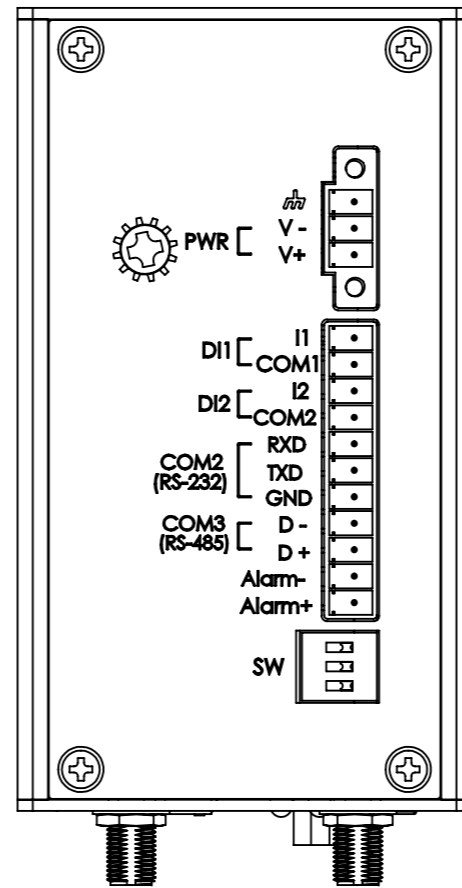 PWR
V -
V+
DI1
I1
COM1
DI2
I2
COM2
COM2
(RS-232)
RXD
TXD
GND
COM3
(RS-485)
D -
D +
Alarm-
Alarm+
SW